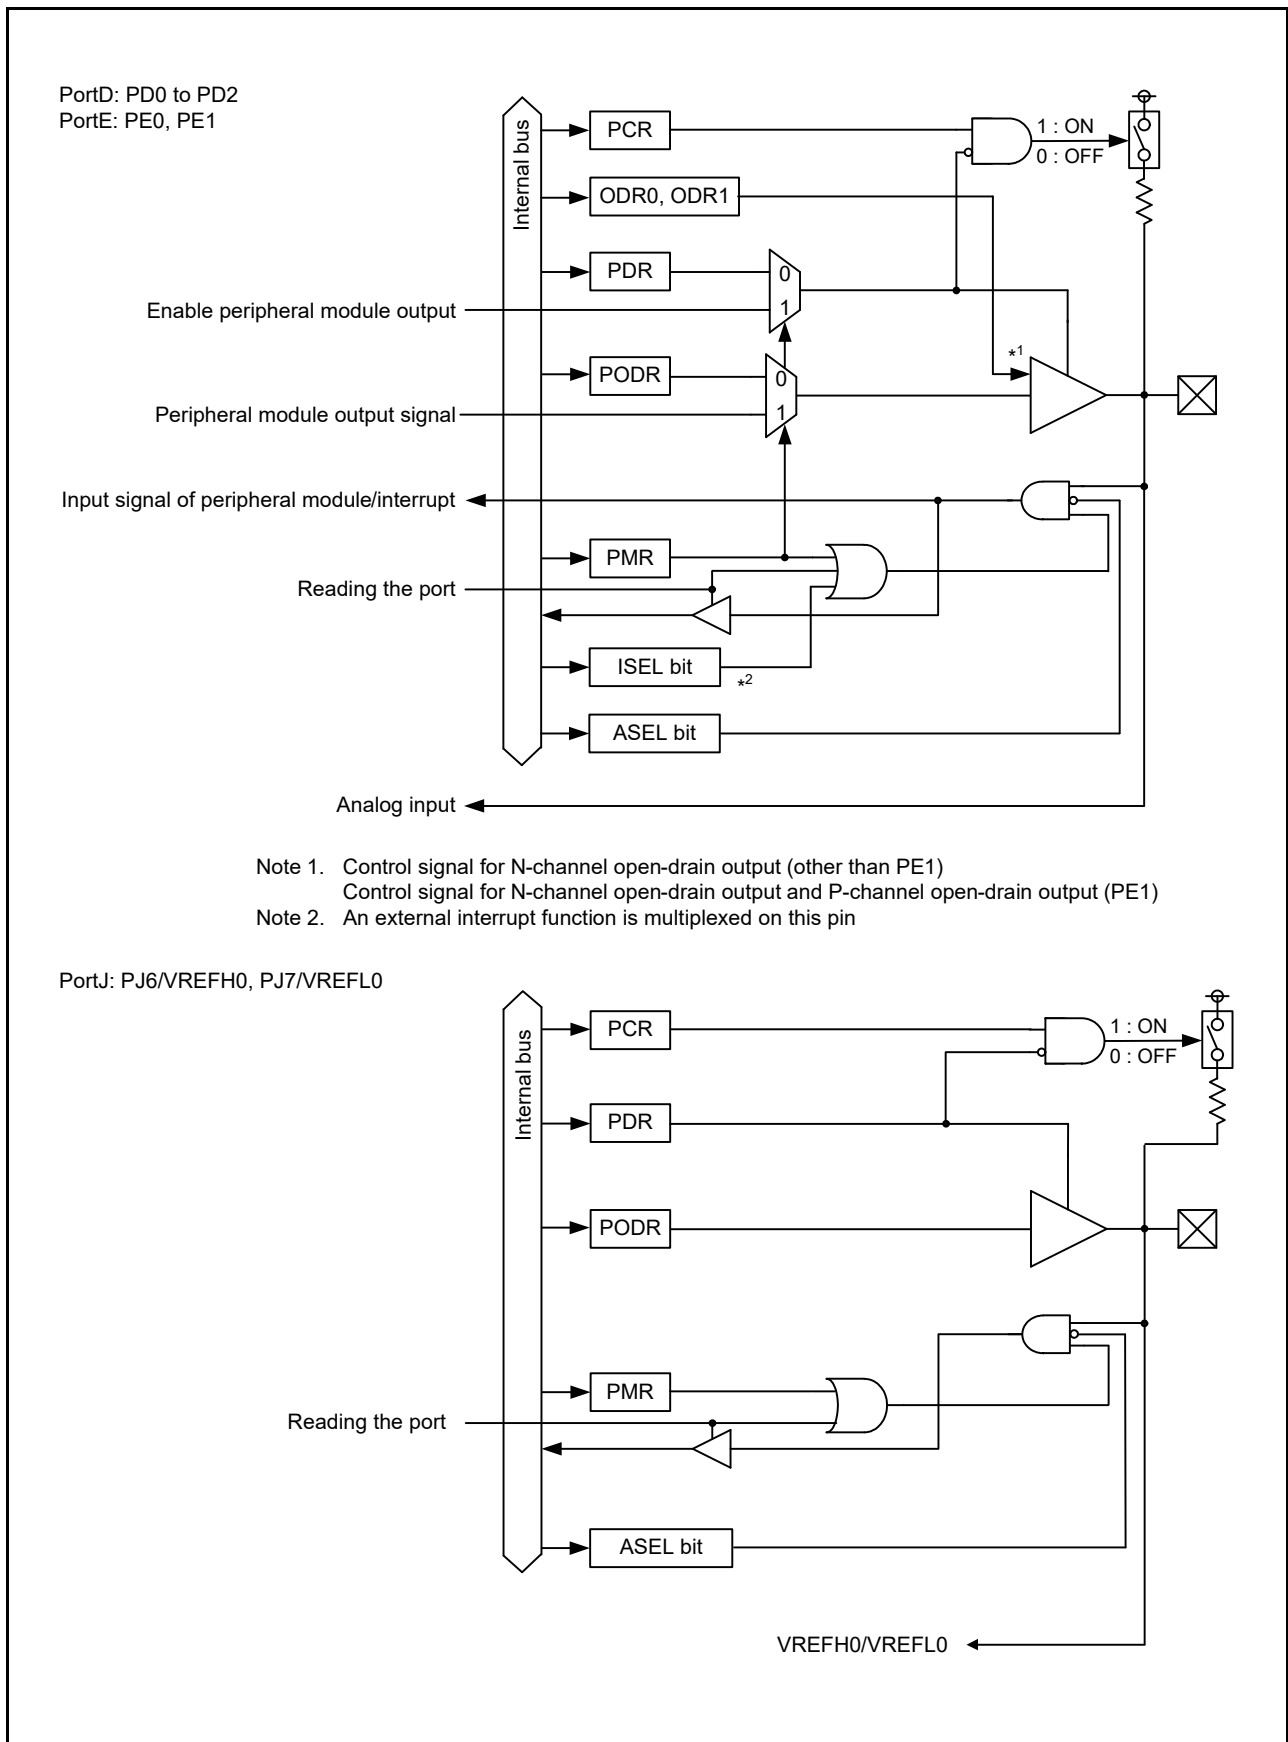 PortD: PD0 to PD2
PortE: PE0, PE1
Internal bus
PCR
1 : ON
0 : OFF
ODR0, ODR1
PDR
0
1
Enable peripheral module output
*1
PODR
0
1
Peripheral module output signal
Input signal of peripheral module/interrupt
PMR
Reading the port
ISEL bit
*2
ASEL bit
Analog input
Note 1. Control signal for N-channel open-drain output (other than PE1)
Control signal for N-channel open-drain output and P-channel open-drain output (PE1)
Note 2. An external interrupt function is multiplexed on this pin
PortJ: PJ6/VREFH0, PJ7/VREFL0
Internal bus
PCR
1 : ON
0 : OFF
PDR
PODR
PMR
Reading the port
ASEL bit
VREFH0/VREFL0